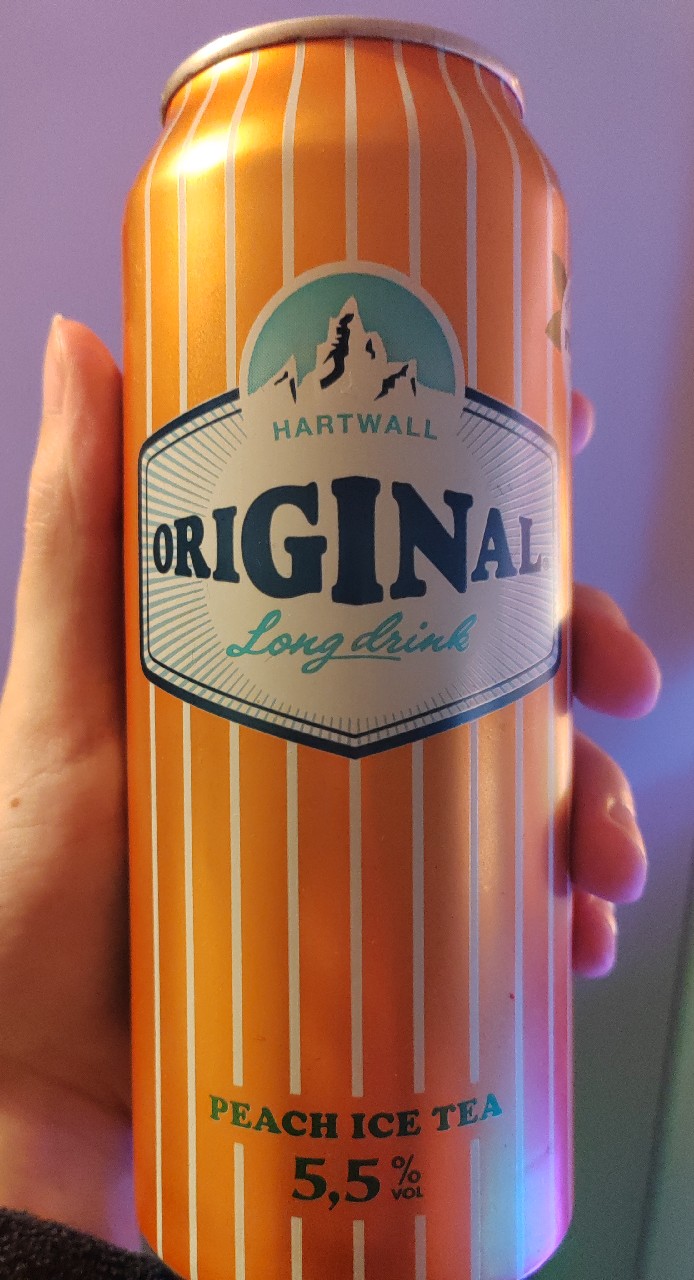 HARTWALL
ORIGINAL
Long drink
PEACH ICE TEA
5,5 % VOL